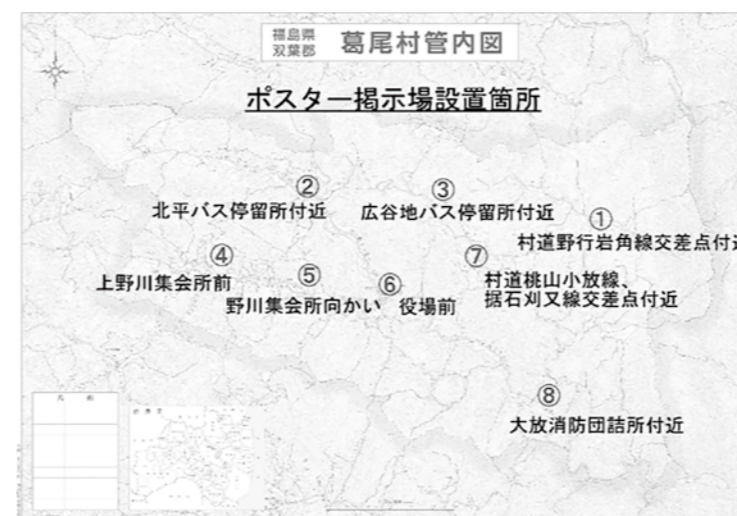 福島県
双葉郡
葛尾村管内図
ポスター掲示場設置箇所
②
北平バス停留所付近
③
広谷地バス停留所付近
①
村道野行岩角線交差点付近
④
上野川集会所前
⑤
野川集会所向かい
⑥
役場前
⑦
村道桃山小放線、
据石刈又線交差点付近
⑧
大放消防団詰所付近
凡 例